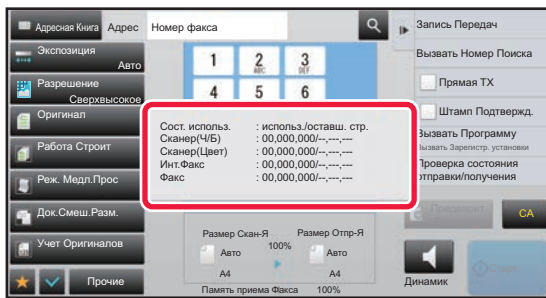 Адресная Книга
Адрес
Номер факса
Экспозиция
Авто
Разрешение
Сверхвысокое
Оригинал
Работа Строит
Реж. Медл.Прос
Док.Смеш.Разм.
Учет Оригиналов
Прочие
1
2
ABC
3
DEF
4
5
6
Сост. использ. : использ./оставш. стр.
Сканер(Ч/Б) : 00,000,000/--,---,---
Сканер(Цвет) : 00,000,000/--,---,---
Инт.Факс : 00,000,000/--,---,---
Факс : 00,000,000/--,---,---
Размер Скан-Я
Размер Отпр-Я
100%
Авто
Авто
A4
A4
Память приема Факса 100%
Запись Передач
Вызвать Номер Поиска
Прямая TX
Штамп Подтвержд.
Вызвать Программу
Вызвать Зарегистр. установки
Проверка состояния
отправки/получения
Предварит.
CA
Динамик